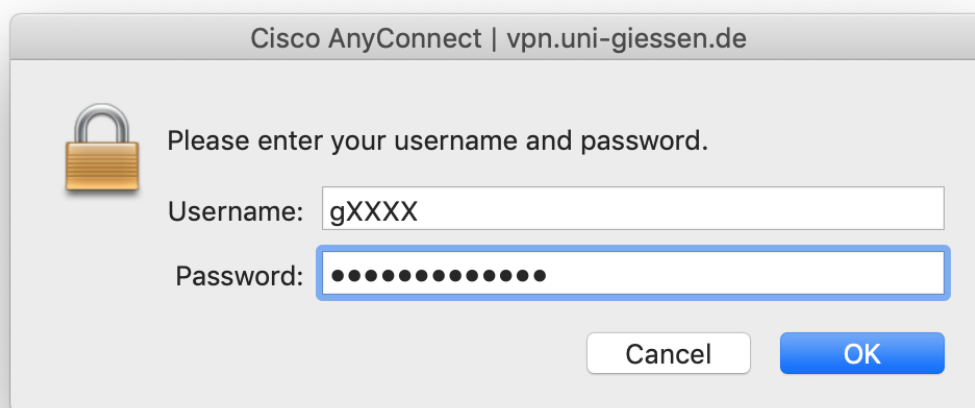 Cisco AnyConnect | vpn.uni-giessen.de
Please enter your username and password.
Username: gXXXX
Password: •••••••••••••
Cancel OK